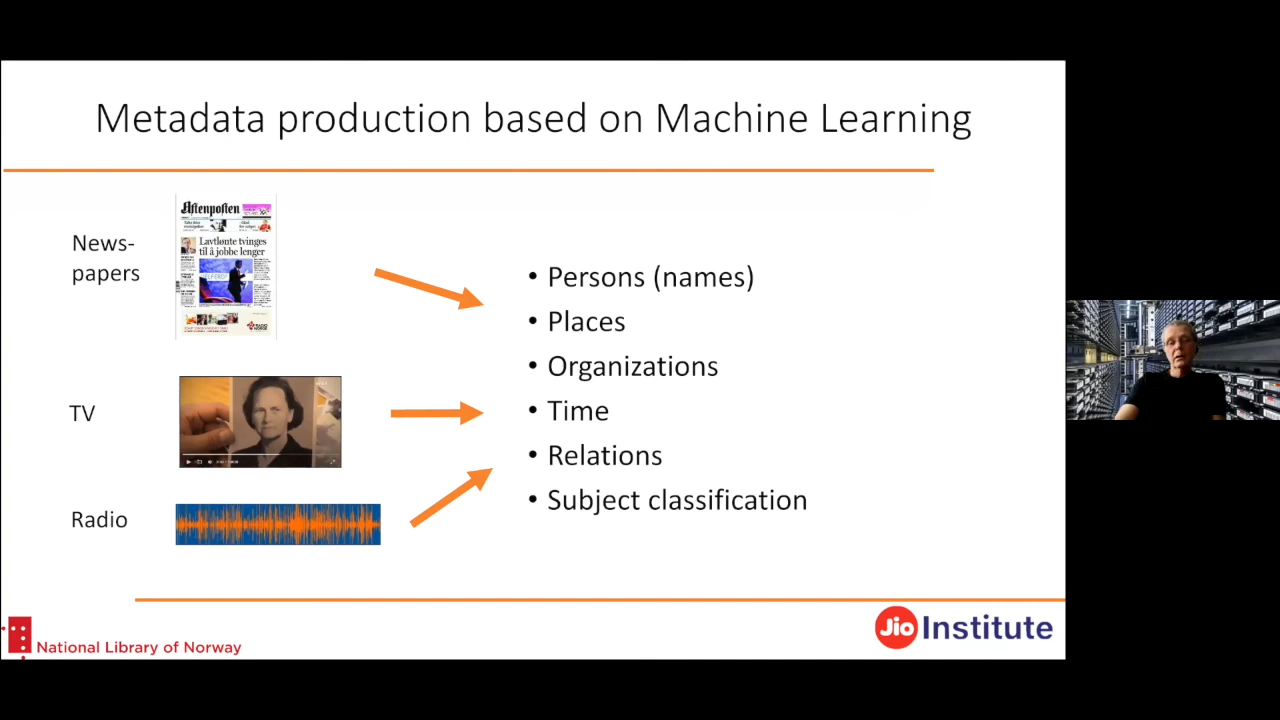 Metadata production based on Machine Learning
News-
papers
Aftenposten
Lavtlønte tvinges
til å jobbe lenger
TV
Radio
• Persons (names)
• Places
• Organizations
• Time
• Relations
• Subject classification
National Library of Norway
Jio Institute